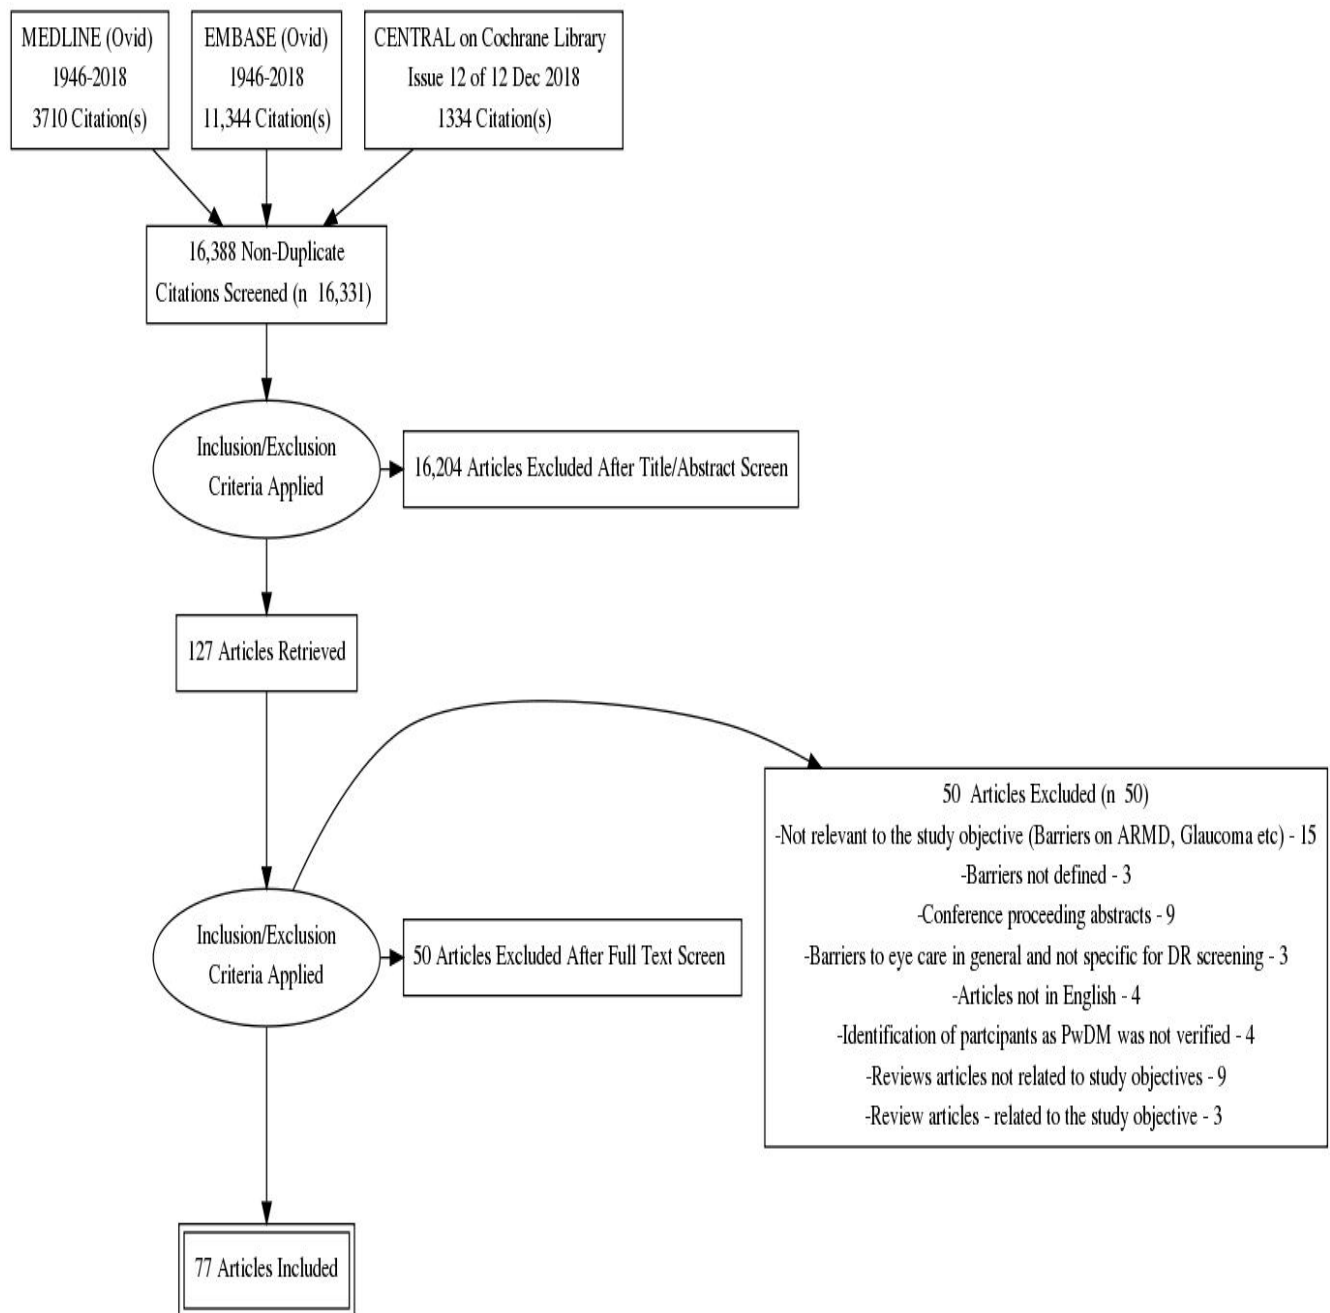 MEDLINE (Ovid)
1946-2018
3710 Citation(s)
EMBASE (Ovid)
1946-2018
11,344 Citation(s)
CENTRAL on Cochrane Library
Issue 12 of 12 Dec 2018
1334 Citation(s)
16,388 Non-Duplicate
Citations Screened (n 16,331)
Inclusion/Exclusion
Criteria Applied
16,204 Articles Excluded After Title/Abstract Screen
127 Articles Retrieved
50 Articles Excluded (n 50)
-Not relevant to the study objective (Barriers on ARMD, Glaucoma etc) - 15
-Barriers not defined - 3
-Conference proceeding abstracts - 9
-Barriers to eye care in general and not specific for DR screening - 3
-Articles not in English - 4
-Identification of partcipants as PwDM was not verified - 4
-Reviews articles not related to study objectives - 9
-Review articles - related to the study objective - 3
Inclusion/Exclusion
Criteria Applied
50 Articles Excluded After Full Text Screen
77 Articles Included